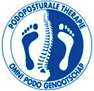 PODOPOSTURALE THERAPIE
OMNI PODO GENOOTSCHAP